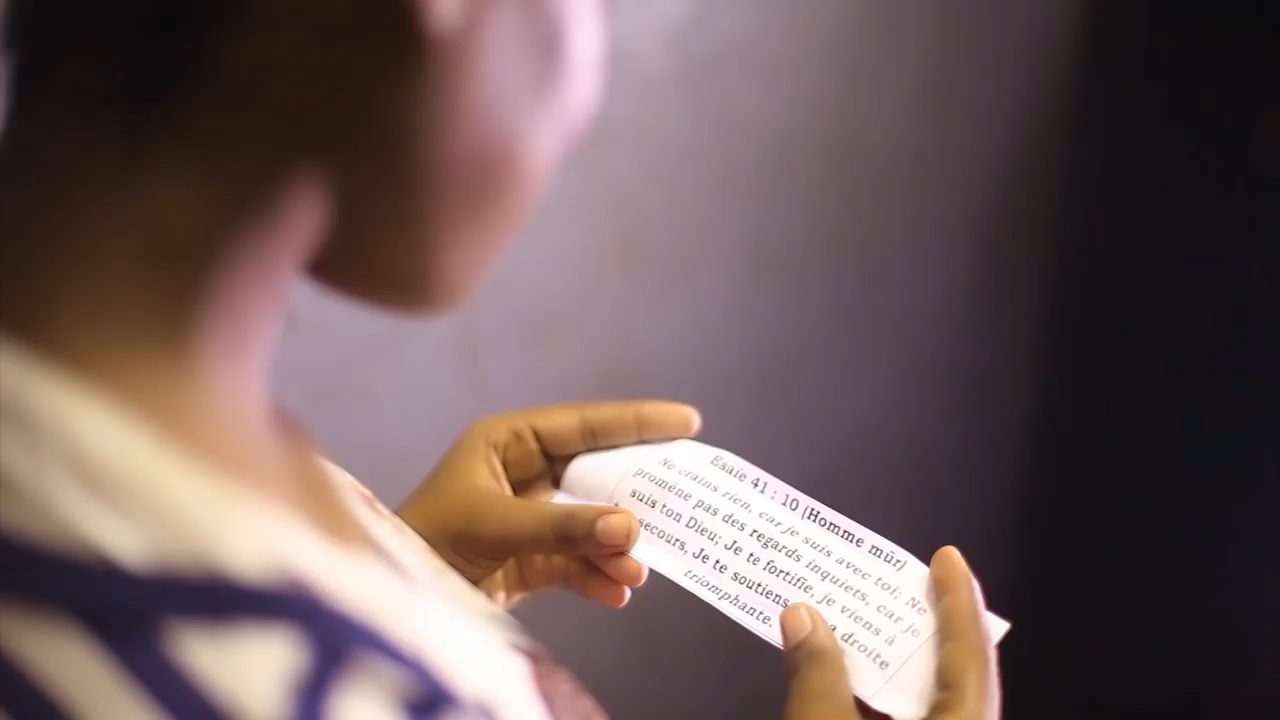 Esaïe 41 : 10 (Homme mûr)
Ne crains rien, car je suis avec toi; Ne
promène pas des regards inquiets, car je
suis ton Dieu; Je te fortifie, je viens à
secours, Je te soutiens a droite
triomphante.